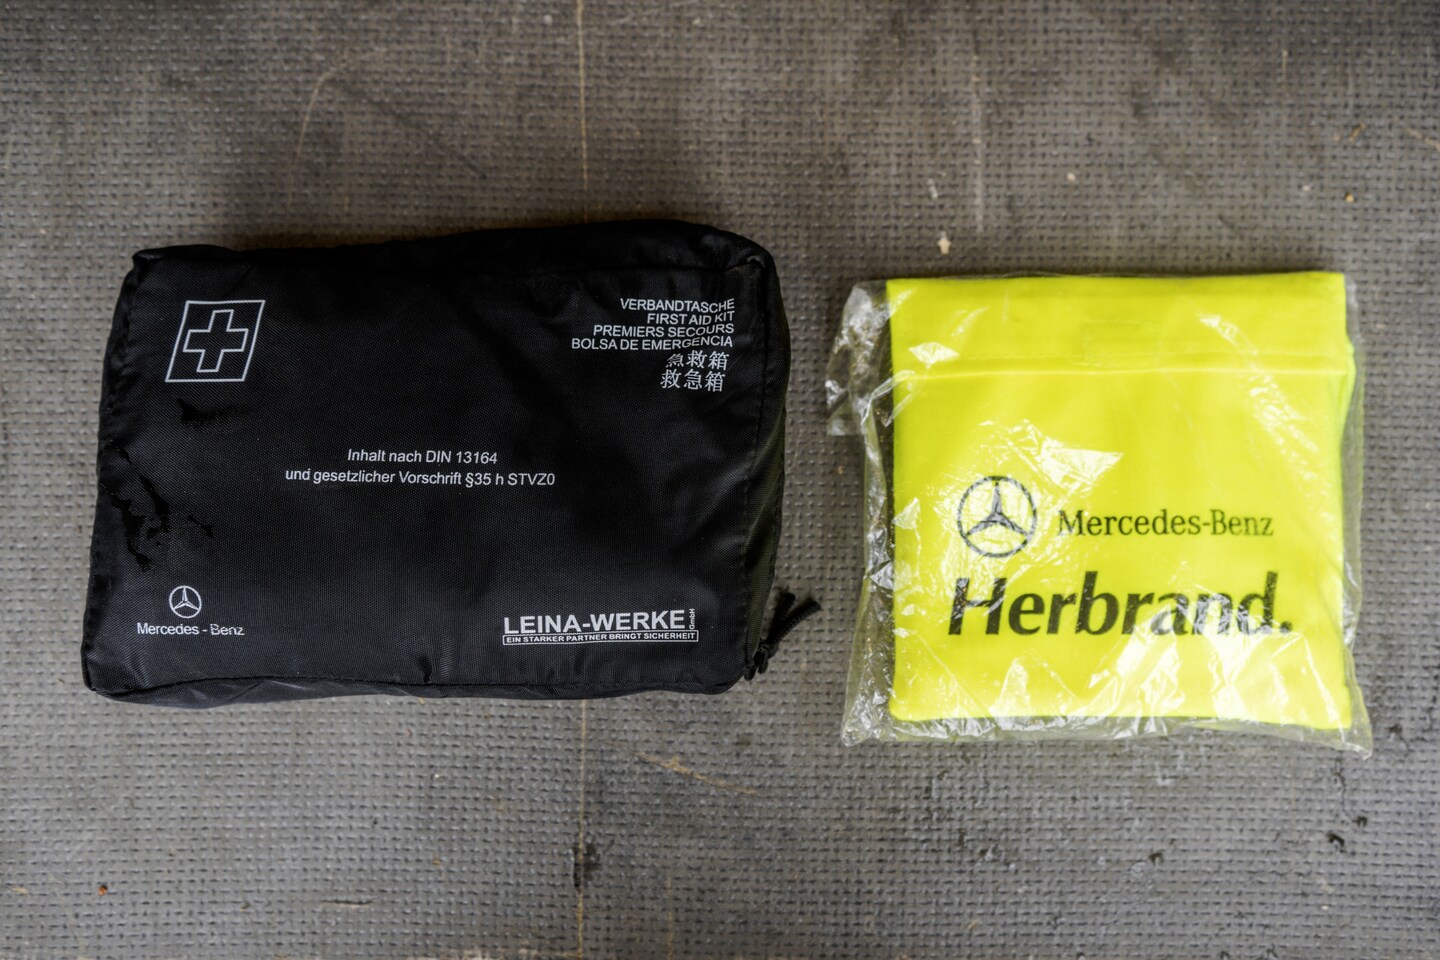 VERBANDTASCHE
FIRST AID KIT
PREMIERS SECOURS
BOLSA DE EMERGENCIA
急救箱
救急箱
Inhalt nach DIN 13164
und gesetzlicher Vorschrift §35 h STVZ0
Mercedes - Benz
LEINA-WERKE GmbH
EIN STARKER PARTNER BRINGT SICHERHEIT
Mercedes-Benz
Herbrand.